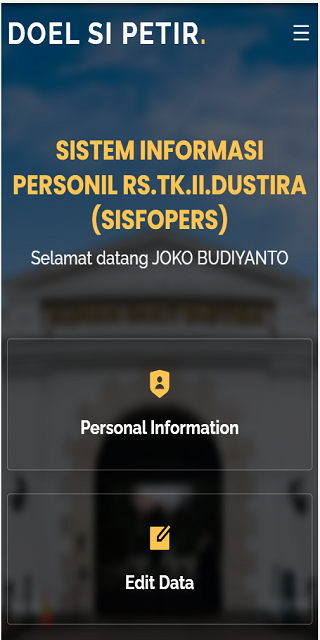 DOEL SI PETIR.
SISTEM INFORMASI
PERSONIL RS.TK.II.DUSTIRA
(SISFOPERS)
Selamat datang JOKO BUDIYANTO
Personal Information
Edit Data